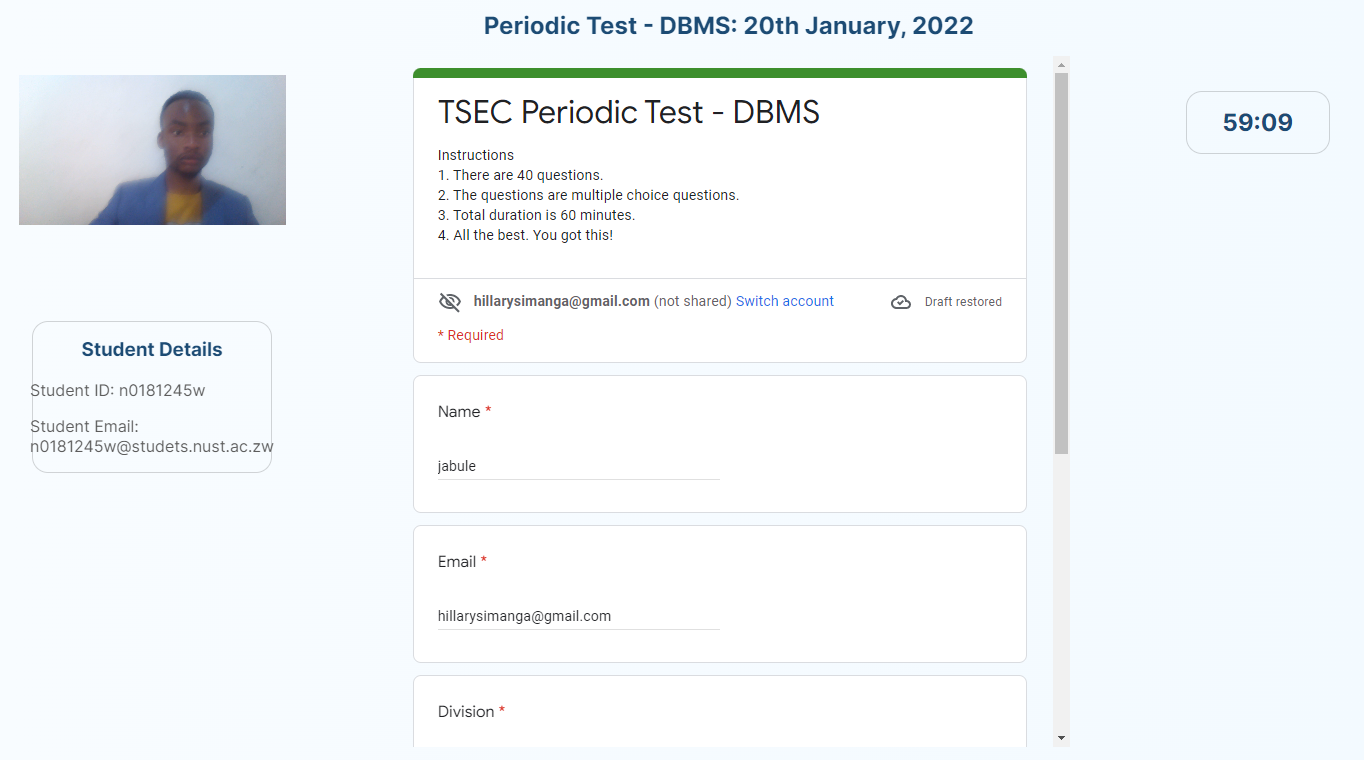 Periodic Test - DBMS: 20th January, 2022
TSEC Periodic Test - DBMS
Instructions
1. There are 40 questions.
2. The questions are multiple choice questions.
3. Total duration is 60 minutes.
4. All the best. You got this!
hillarysimanga@gmail.com (not shared) Switch account
Draft restored
* Required
Name *
jabule
Email *
hillarysimanga@gmail.com
Division *
59:09
Student Details
Student ID: n0181245w
Student Email:
n0181245w@studets.nust.ac.zw